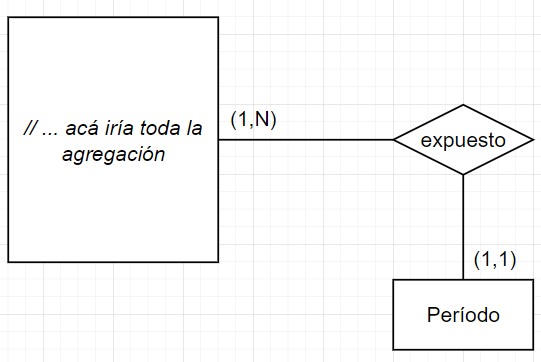 // ... acá iría toda la
agregación
(1,N)
expuesto
(1,1)
Período